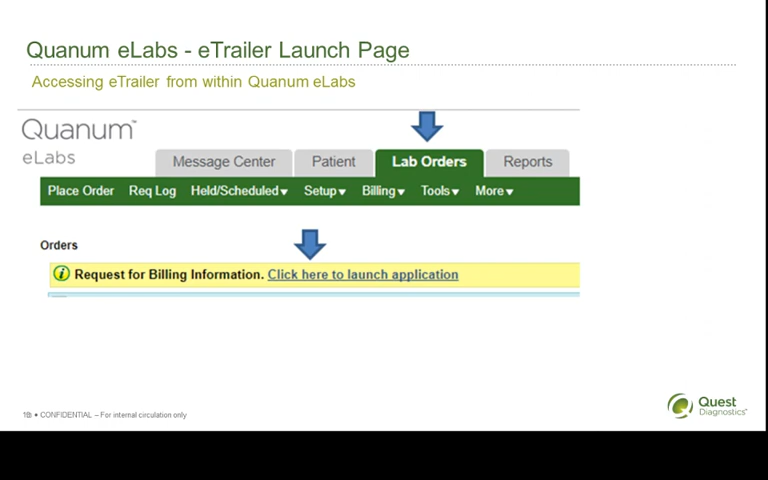 Quanum eLabs - eTrailer Launch Page
Accessing eTrailer from within Quanum eLabs
Quanum™
eLabs
Message Center Patient Lab Orders Reports
Place Order Req Log Held/Scheduled▾ Setup▾ Billing▾ Tools▾ More▾
Orders
Request for Billing Information. Click here to launch application
• CONFIDENTIAL – For internal circulation only
Quest
Diagnostics®